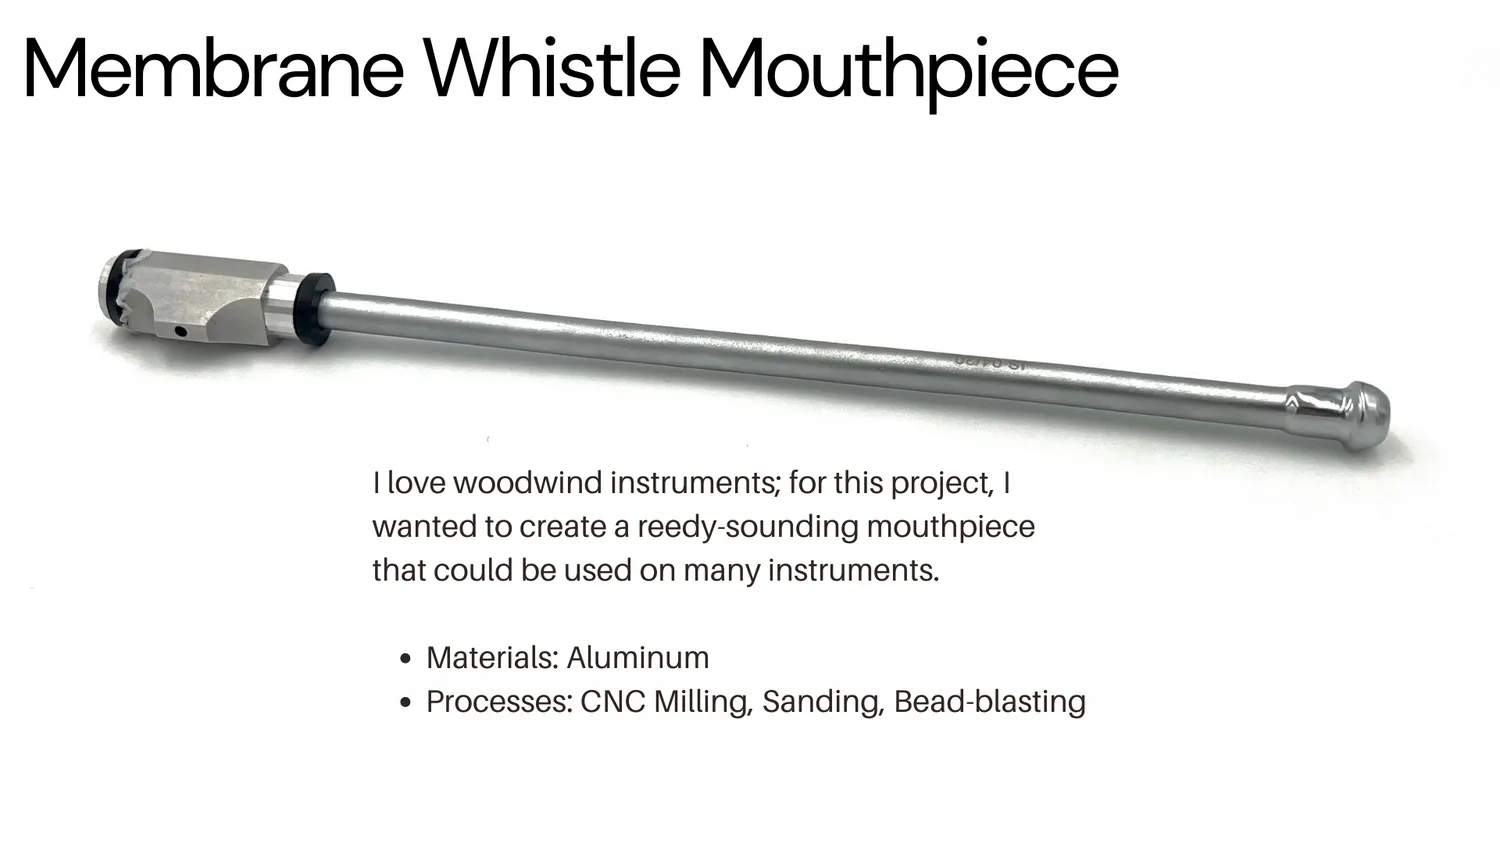 Membrane Whistle Mouthpiece
I love woodwind instruments; for this project, I
wanted to create a reedy-sounding mouthpiece
that could be used on many instruments.
• Materials: Aluminum
• Processes: CNC Milling, Sanding, Bead-blasting